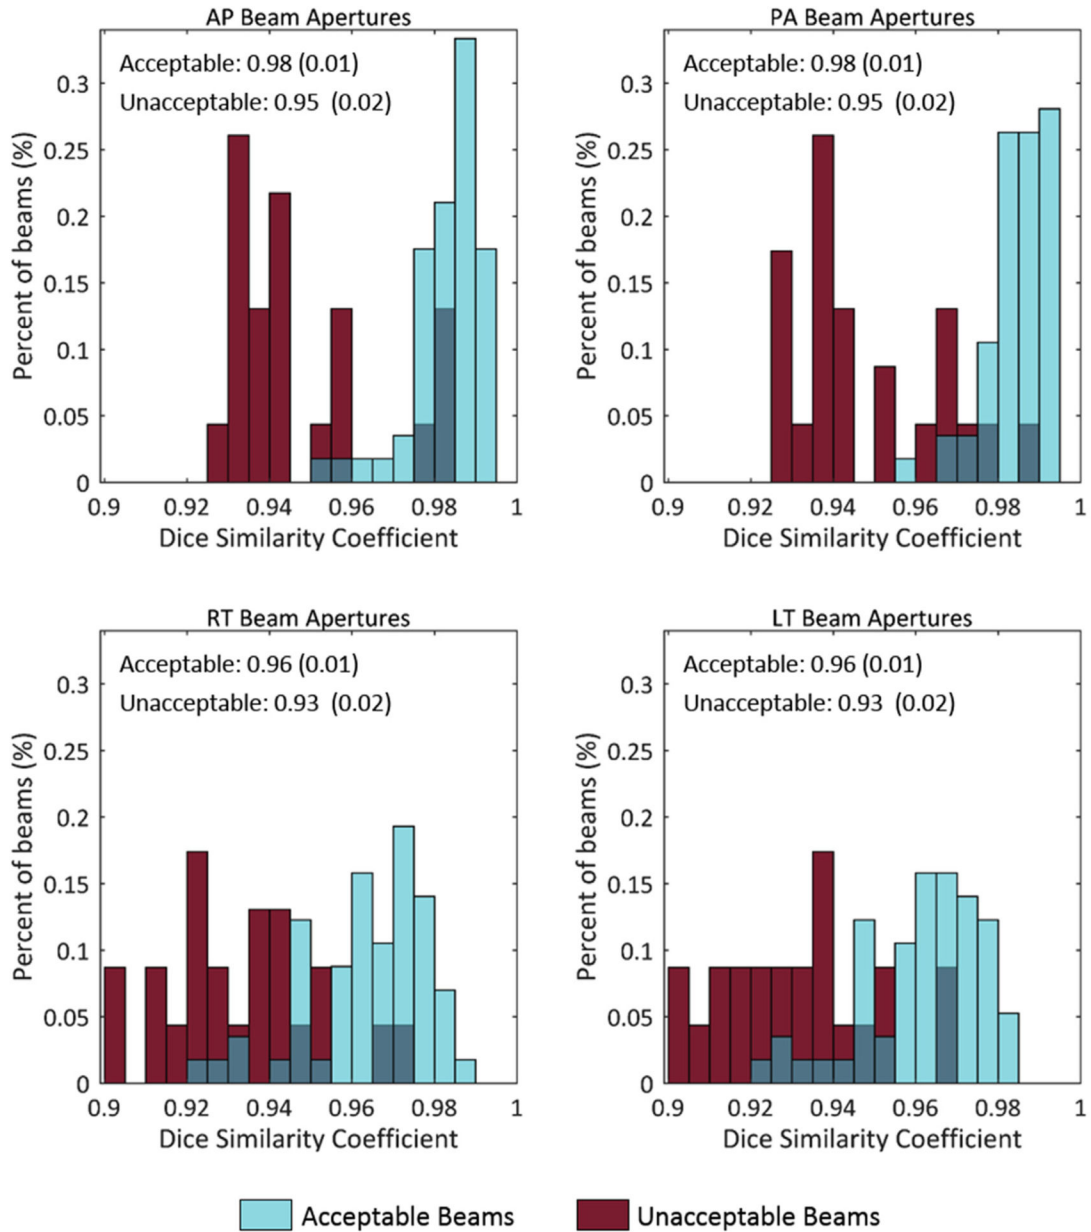 AP Beam Apertures
Acceptable: 0.98 (0.01)
Unacceptable: 0.95 (0.02)
Percent of beams (%)
0.3
0.25
0.2
0.15
0.1
0.05
0
0.9 0.92 0.94 0.96 0.98 1
Dice Similarity Coefficient
PA Beam Apertures
Acceptable: 0.98 (0.01)
Unacceptable: 0.95 (0.02)
Percent of beams (%)
0.3
0.25
0.2
0.15
0.1
0.05
0
0.9 0.92 0.94 0.96 0.98 1
Dice Similarity Coefficient
RT Beam Apertures
Acceptable: 0.96 (0.01)
Unacceptable: 0.93 (0.02)
Percent of beams (%)
0.3
0.25
0.2
0.15
0.1
0.05
0
0.9 0.92 0.94 0.96 0.98 1
Dice Similarity Coefficient
LT Beam Apertures
Acceptable: 0.96 (0.01)
Unacceptable: 0.93 (0.02)
Percent of beams (%)
0.3
0.25
0.2
0.15
0.1
0.05
0
0.9 0.92 0.94 0.96 0.98 1
Dice Similarity Coefficient
Acceptable Beams
Unacceptable Beams